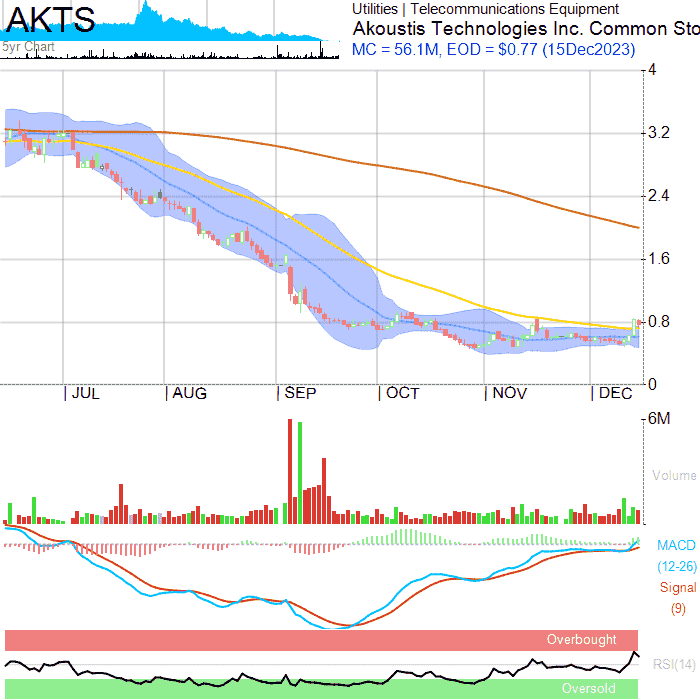 AKTS
5yr Chart
Utilities | Telecommunications Equipment
Akoustis Technologies Inc. Common Sto
MC = 56.1M, EOD = $0.77 (15Dec2023)
4
3.2
2.4
1.6
0.8
0
JUL
AUG
SEP
OCT
NOV
DEC
6M
Volume
MACD
(12-26)
Signal
(9)
Overbought
RSI(14)
Oversold